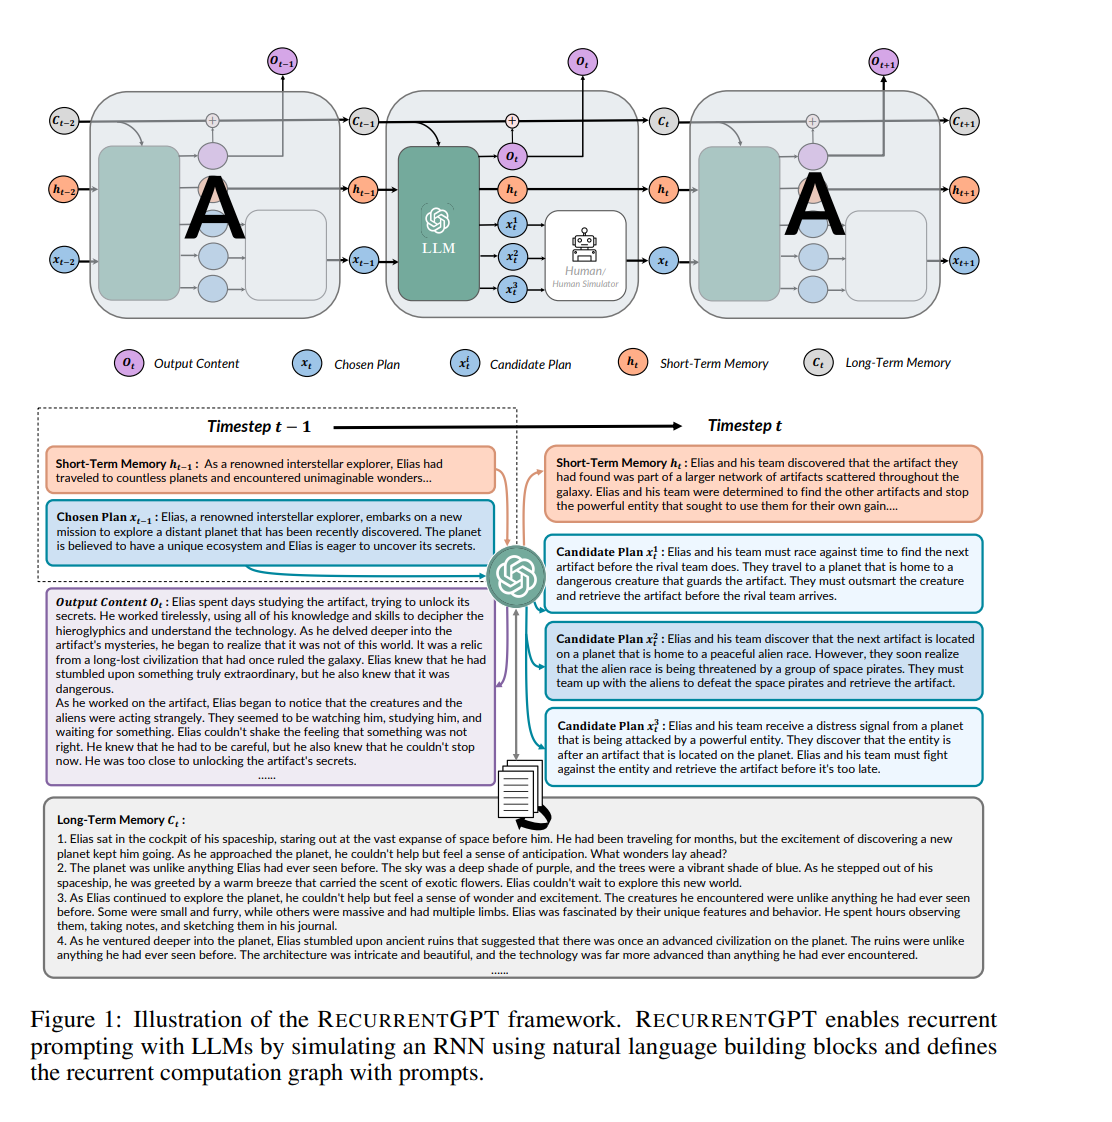 O_{t-1}
O_t
O_{t+1}
C_{t-2}
C_{t-1}
C_t
C_{t+1}
O_t
h_{t-2}
A
h_{t-1}
h_t
h_t
A
h_{t+1}
LLM
x_t^1
x_{t-2}
x_{t-1}
x_t^2
Human/
Human Simulator
x_t
x_{t+1}
x_t^3
O_t Output Content
x_t Chosen Plan
x_t^i Candidate Plan
h_t Short-Term Memory
C_t Long-Term Memory
Timestep t − 1
Timestep t
Short-Term Memory h_{t−1} : As a renowned interstellar explorer, Elias had
traveled to countless planets and encountered unimaginable wonders...
Chosen Plan x_{t−1} : Elias, a renowned interstellar explorer, embarks on a new
mission to explore a distant planet that has been recently discovered. The planet
is believed to have a unique ecosystem and Elias is eager to uncover its secrets.
Output Content O_t : Elias spent days studying the artifact, trying to unlock its
secrets. He worked tirelessly, using all of his knowledge and skills to decipher the
hieroglyphics and understand the technology. As he delved deeper into the
artifact's mysteries, he began to realize that it was not of this world. It was a relic
from a long-lost civilization that had once ruled the galaxy. Elias knew that he had
stumbled upon something truly extraordinary, but he also knew that it was
dangerous.
As he worked on the artifact, Elias began to notice that the creatures and the
aliens were acting strangely. They seemed to be watching him, studying him, and
waiting for something. Elias couldn't shake the feeling that something was not
right. He knew that he had to be careful, but he also knew that he couldn't stop
now. He was too close to unlocking the artifact's secrets.
......
Short-Term Memory h_t : Elias and his team discovered that the artifact they
had found was part of a larger network of artifacts scattered throughout the
galaxy. Elias and his team were determined to find the other artifacts and stop
the powerful entity that sought to use them for their own gain....
Candidate Plan x_t^1 : Elias and his team must race against time to find the next
artifact before the rival team does. They travel to a planet that is home to a
dangerous creature that guards the artifact. They must outsmart the creature
and retrieve the artifact before the rival team arrives.
Candidate Plan x_t^2 : Elias and his team discover that the next artifact is located
on a planet that is home to a peaceful alien race. However, they soon realize
that the alien race is being threatened by a group of space pirates. They must
team up with the aliens to defeat the space pirates and retrieve the artifact.
Candidate Plan x_t^3 : Elias and his team receive a distress signal from a planet
that is being attacked by a powerful entity. They discover that the entity is
after an artifact that is located on the planet. Elias and his team must fight
against the entity and retrieve the artifact before it's too late.
Long-Term Memory C_t :
1. Elias sat in the cockpit of his spaceship, staring out at the vast expanse of space before him. He had been traveling for months, but the excitement of discovering a new
planet kept him going. As he approached the planet, he couldn't help but feel a sense of anticipation. What wonders lay ahead?
2. The planet was unlike anything Elias had ever seen before. The sky was a deep shade of purple, and the trees were a vibrant shade of blue. As he stepped out of his
spaceship, he was greeted by a warm breeze that carried the scent of exotic flowers. Elias couldn't wait to explore this new world.
3. As Elias continued to explore the planet, he couldn't help but feel a sense of wonder and excitement. The creatures he encountered were unlike anything he had ever seen
before. Some were small and furry, while others were massive and had multiple limbs. Elias was fascinated by their unique features and behavior. He spent hours observing
them, taking notes, and sketching them in his journal.
4. As he ventured deeper into the planet, Elias stumbled upon ancient ruins that suggested that there was once an advanced civilization on the planet. The ruins were unlike
anything he had ever seen before. The architecture was intricate and beautiful, and the technology was far more advanced than anything he had ever encountered.
......
Figure 1: Illustration of the RECURRENTGPT framework. RECURRENTGPT enables recurrent
prompting with LLMs by simulating an RNN using natural language building blocks and defines
the recurrent computation graph with prompts.